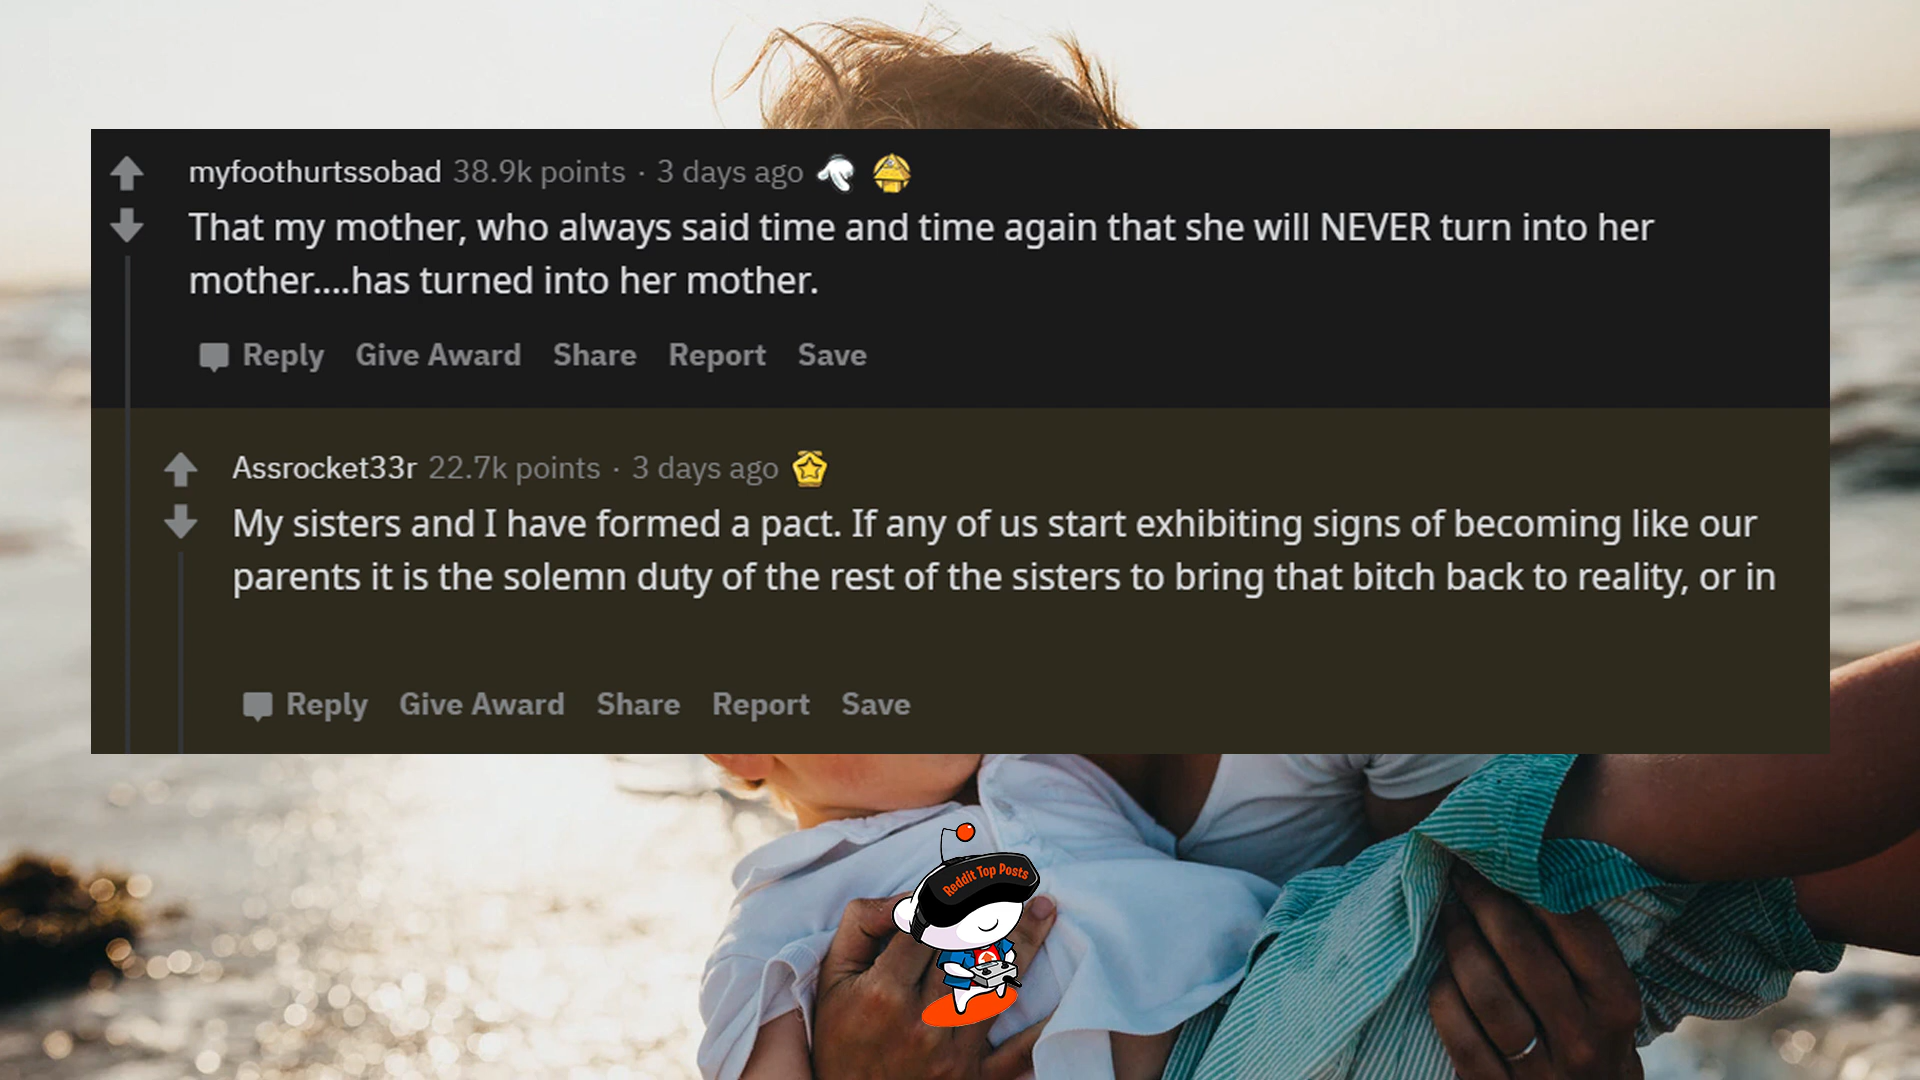 myfoothurtssobad 38.9k points · 3 days ago
That my mother, who always said time and time again that she will NEVER turn into her
mother....has turned into her mother.
Reply Give Award Share Report Save
Assrocket33r 22.7k points · 3 days ago
My sisters and I have formed a pact. If any of us start exhibiting signs of becoming like our
parents it is the solemn duty of the rest of the sisters to bring that bitch back to reality, or in
Reply Give Award Share Report Save
Reddit Top Posts